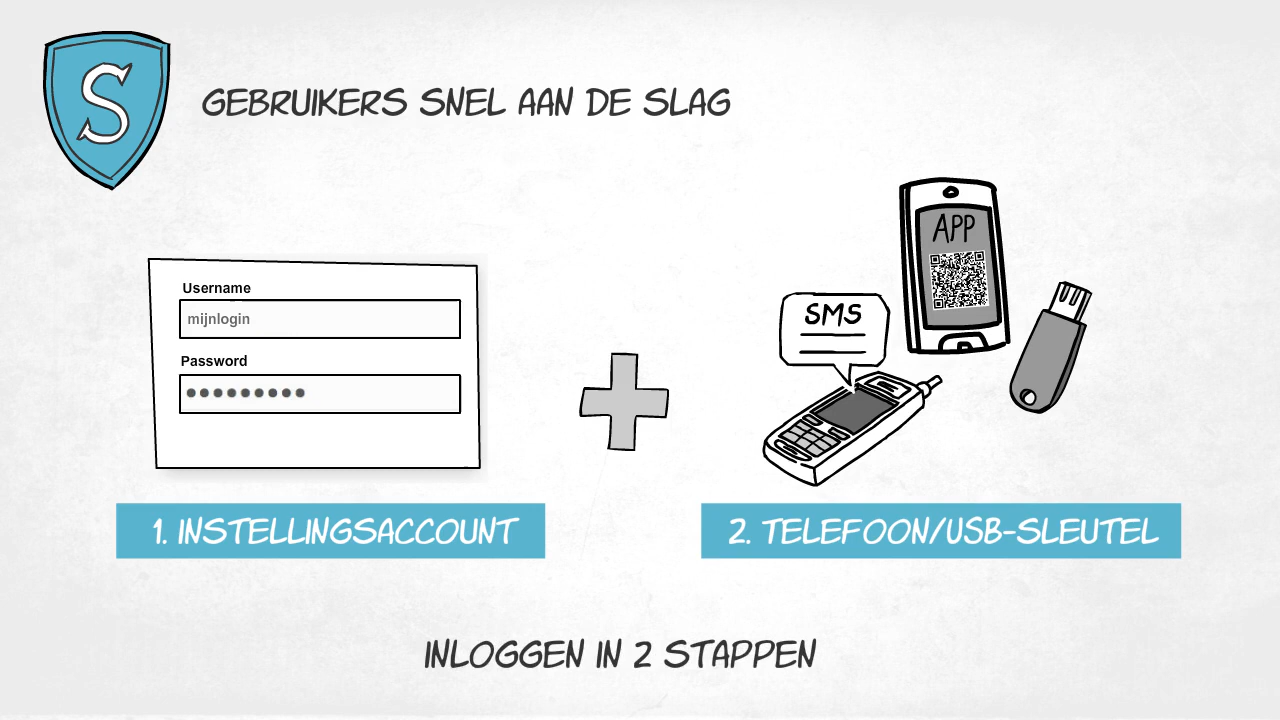 S
GEBRUIKERS SNEL AAN DE SLAG
Username
mijnlogin
Password
●●●●●●●●●
APP
SMS
1. INSTELLINGSACCOUNT
2. TELEFOON/USB-SLEUTEL
INLOGGEN IN 2 STAPPEN